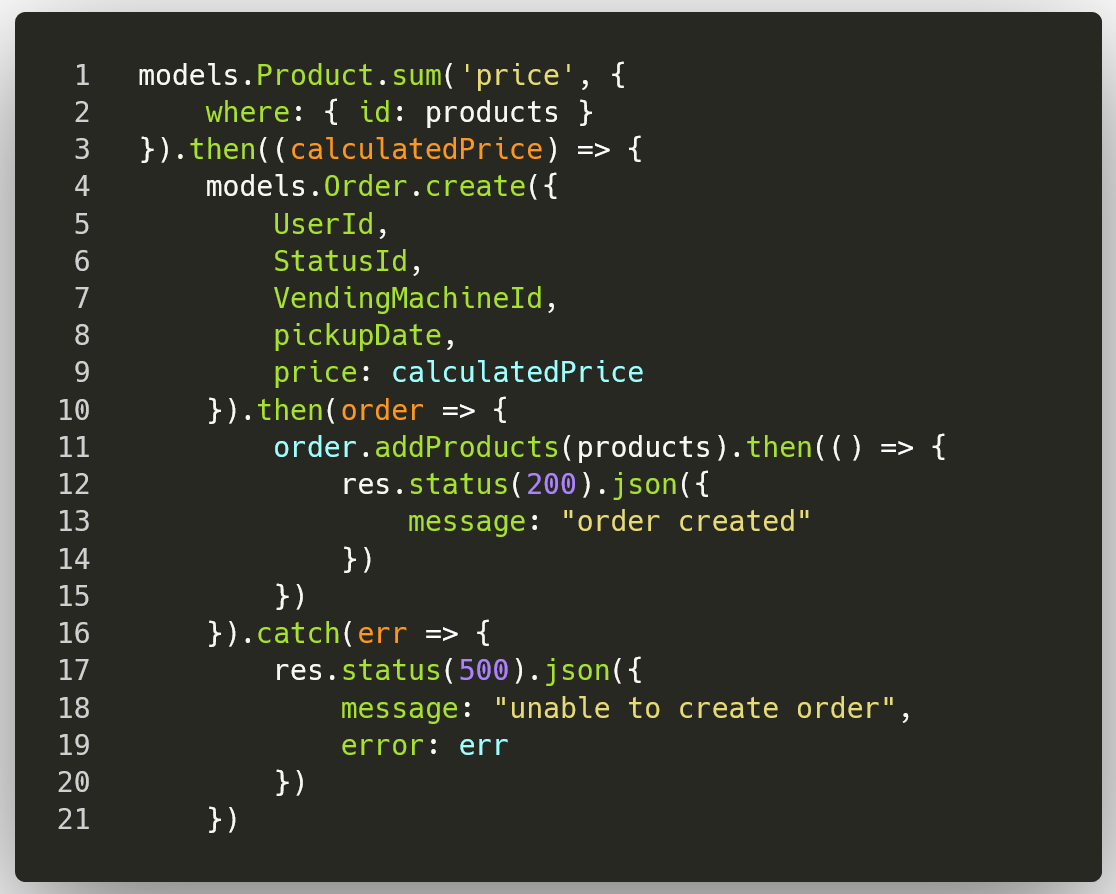 1 models.Product.sum('price', {
2     where: { id: products }
3 }).then((calculatedPrice) => {
4     models.Order.create({
5         UserId,
6         StatusId,
7         VendingMachineId,
8         pickupDate,
9         price: calculatedPrice
10     }).then(order => {
11         order.addProducts(products).then(() => {
12             res.status(200).json({
13                 message: "order created"
14             })
15         })
16     }).catch(err => {
17         res.status(500).json({
18             message: "unable to create order",
19             error: err
20         })
21     })